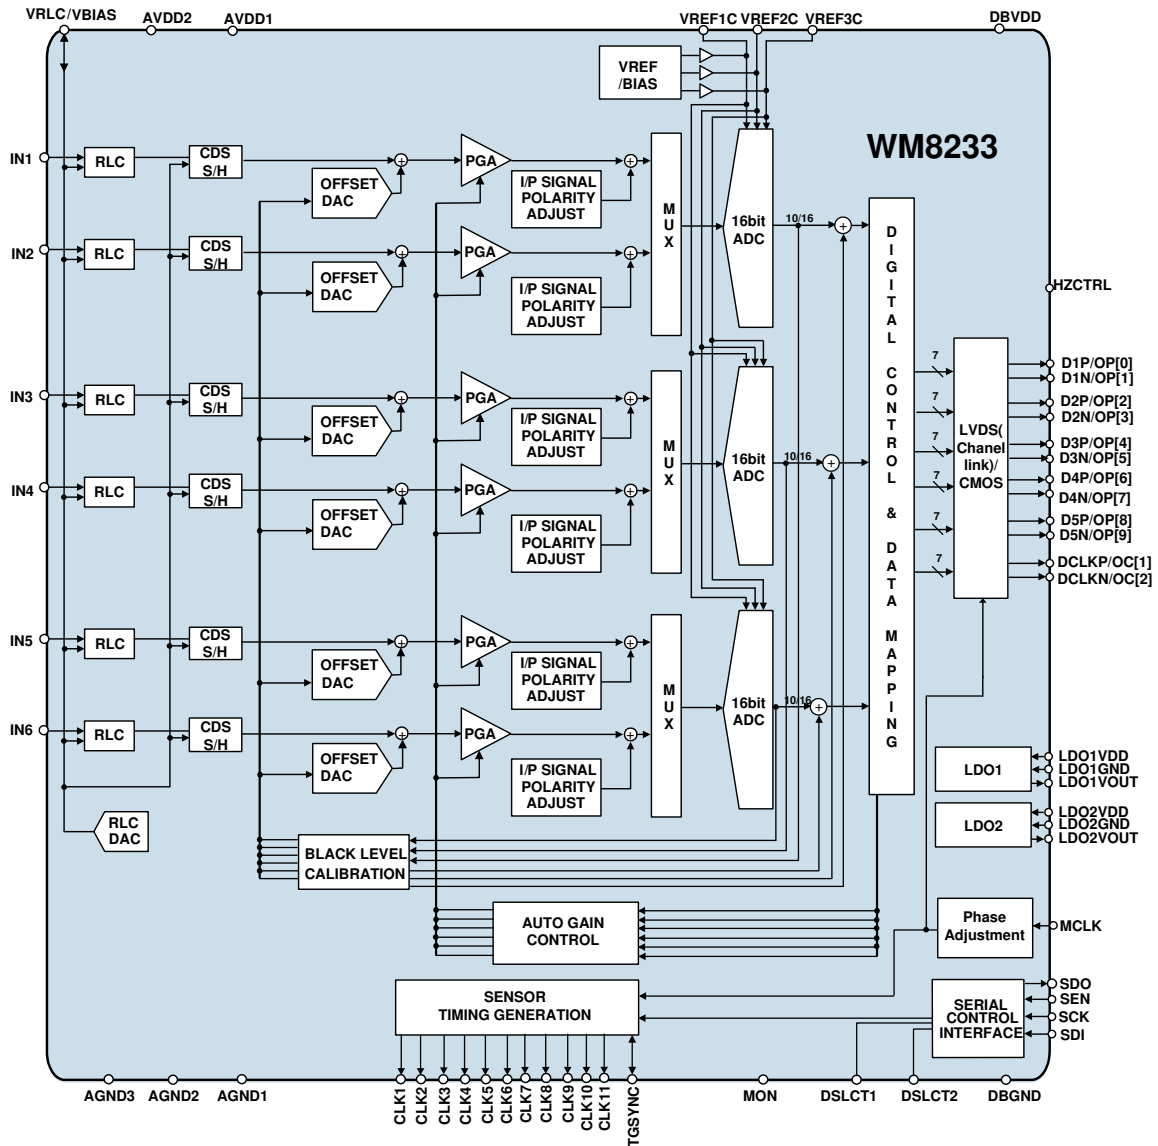 VRLC/VBIAS
AVDD2
AVDD1
VREF1C
VREF2C
VREF3C
DBVDD
VREF
/BIAS
WM8233
IN1
RLC
CDS
S/H
OFFSET
DAC
PGA
I/P SIGNAL
POLARITY
ADJUST
IN2
RLC
CDS
S/H
OFFSET
DAC
PGA
I/P SIGNAL
POLARITY
ADJUST
M
U
X
16bit
ADC
10/16
IN3
RLC
CDS
S/H
OFFSET
DAC
PGA
I/P SIGNAL
POLARITY
ADJUST
IN4
RLC
CDS
S/H
OFFSET
DAC
PGA
I/P SIGNAL
POLARITY
ADJUST
M
U
X
16bit
ADC
10/16
IN5
RLC
CDS
S/H
OFFSET
DAC
PGA
I/P SIGNAL
POLARITY
ADJUST
IN6
RLC
CDS
S/H
OFFSET
DAC
PGA
I/P SIGNAL
POLARITY
ADJUST
M
U
X
16bit
ADC
10/16
D
I
G
I
T
A
L
C
O
N
T
R
O
L
&
D
A
T
A
M
A
P
P
I
N
G
7
7
7
7
7
7
LVDS(
Chanel
link)/
CMOS
HZCTRL
D1P/OP[0]
D1N/OP[1]
D2P/OP[2]
D2N/OP[3]
D3P/OP[4]
D3N/OP[5]
D4P/OP[6]
D4N/OP[7]
D5P/OP[8]
D5N/OP[9]
DCLKP/OC[1]
DCLKN/OC[2]
LDO1
LDO1VDD
LDO1GND
LDO1VOUT
LDO2
LDO2VDD
LDO2GND
LDO2VOUT
RLC
DAC
BLACK LEVEL
CALIBRATION
AUTO GAIN
CONTROL
Phase
Adjustment
MCLK
SENSOR
TIMING GENERATION
SERIAL
CONTROL
INTERFACE
SDO
SEN
SCK
SDI
AGND3
AGND2
AGND1
CLK1
CLK2
CLK3
CLK4
CLK5
CLK6
CLK7
CLK8
CLK9
CLK10
CLK11
TGSYNC
MON
DSLCT1
DSLCT2
DBGND